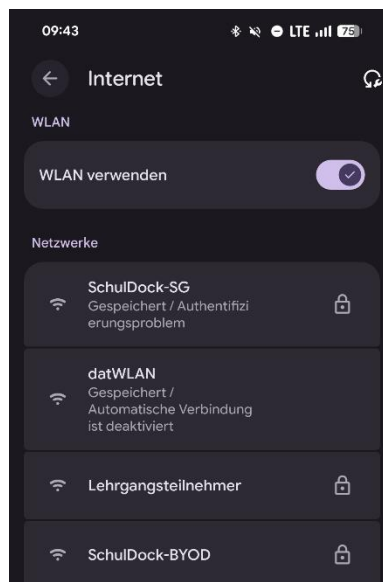 09:43 LTE 75
Internet
WLAN
WLAN verwenden
Netzwerke
SchulDock-SG
Gespeichert / Authentifizi
erungsproblem
datWLAN
Gespeichert /
Automatische Verbindung
ist deaktiviert
Lehrgangsteilnehmer
SchulDock-BYOD